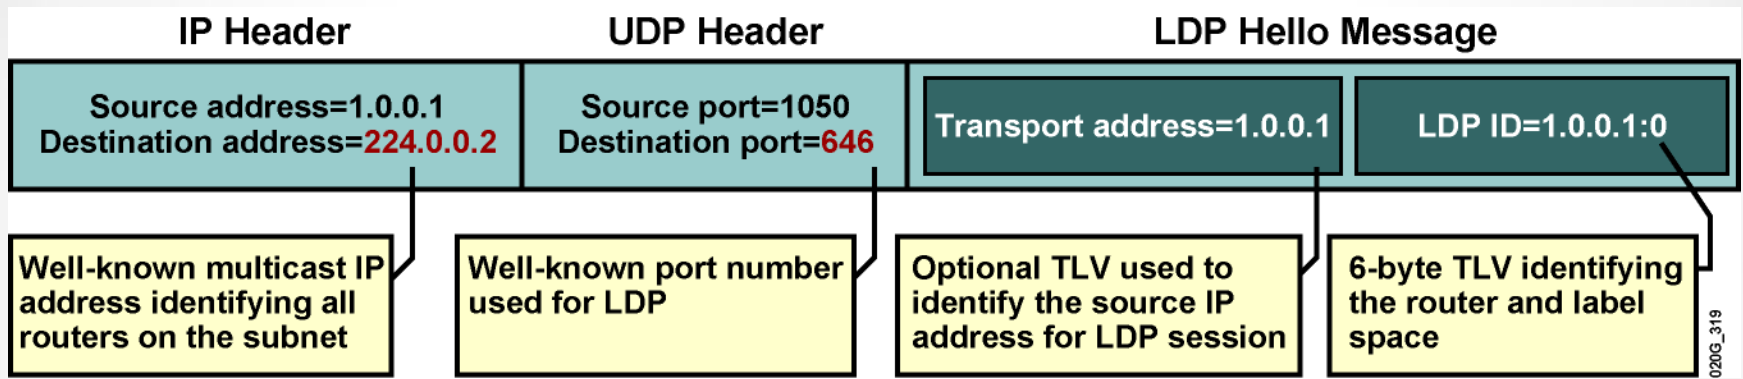 IP Header
UDP Header
LDP Hello Message
Source address=1.0.0.1
Destination address=224.0.0.2
Source port=1050
Destination port=646
Transport address=1.0.0.1
LDP ID=1.0.0.1:0
Well-known multicast IP
address identifying all
routers on the subnet
Well-known port number
used for LDP
Optional TLV used to
identify the source IP
address for LDP session
6-byte TLV identifying
the router and label
space
020G_319